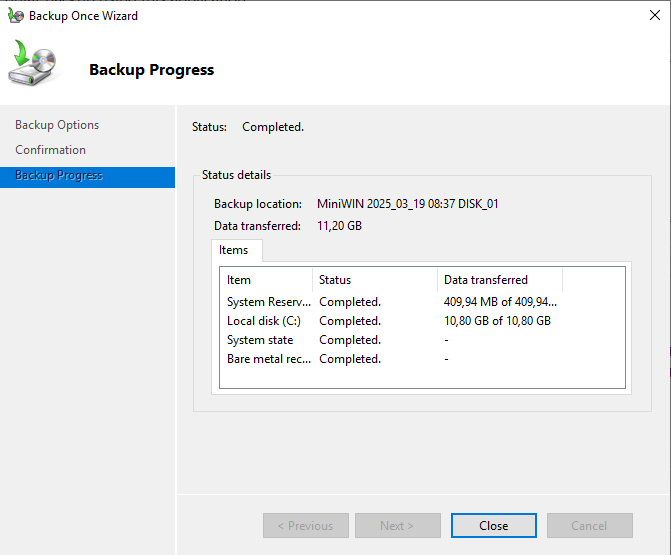 Backup Once Wizard
Backup Progress
Backup Options
Confirmation
Backup Progress
Status: Completed.
Status details
Backup location: MiniWIN 2025_03_19 08:37 DISK_01
Data transferred: 11,20 GB
Items
Item Status Data transferred
System Reserv... Completed. 409,94 MB of 409,94...
Local disk (C:) Completed. 10,80 GB of 10,80 GB
System state Completed. -
Bare metal rec... Completed. -
< Previous Next > Close Cancel